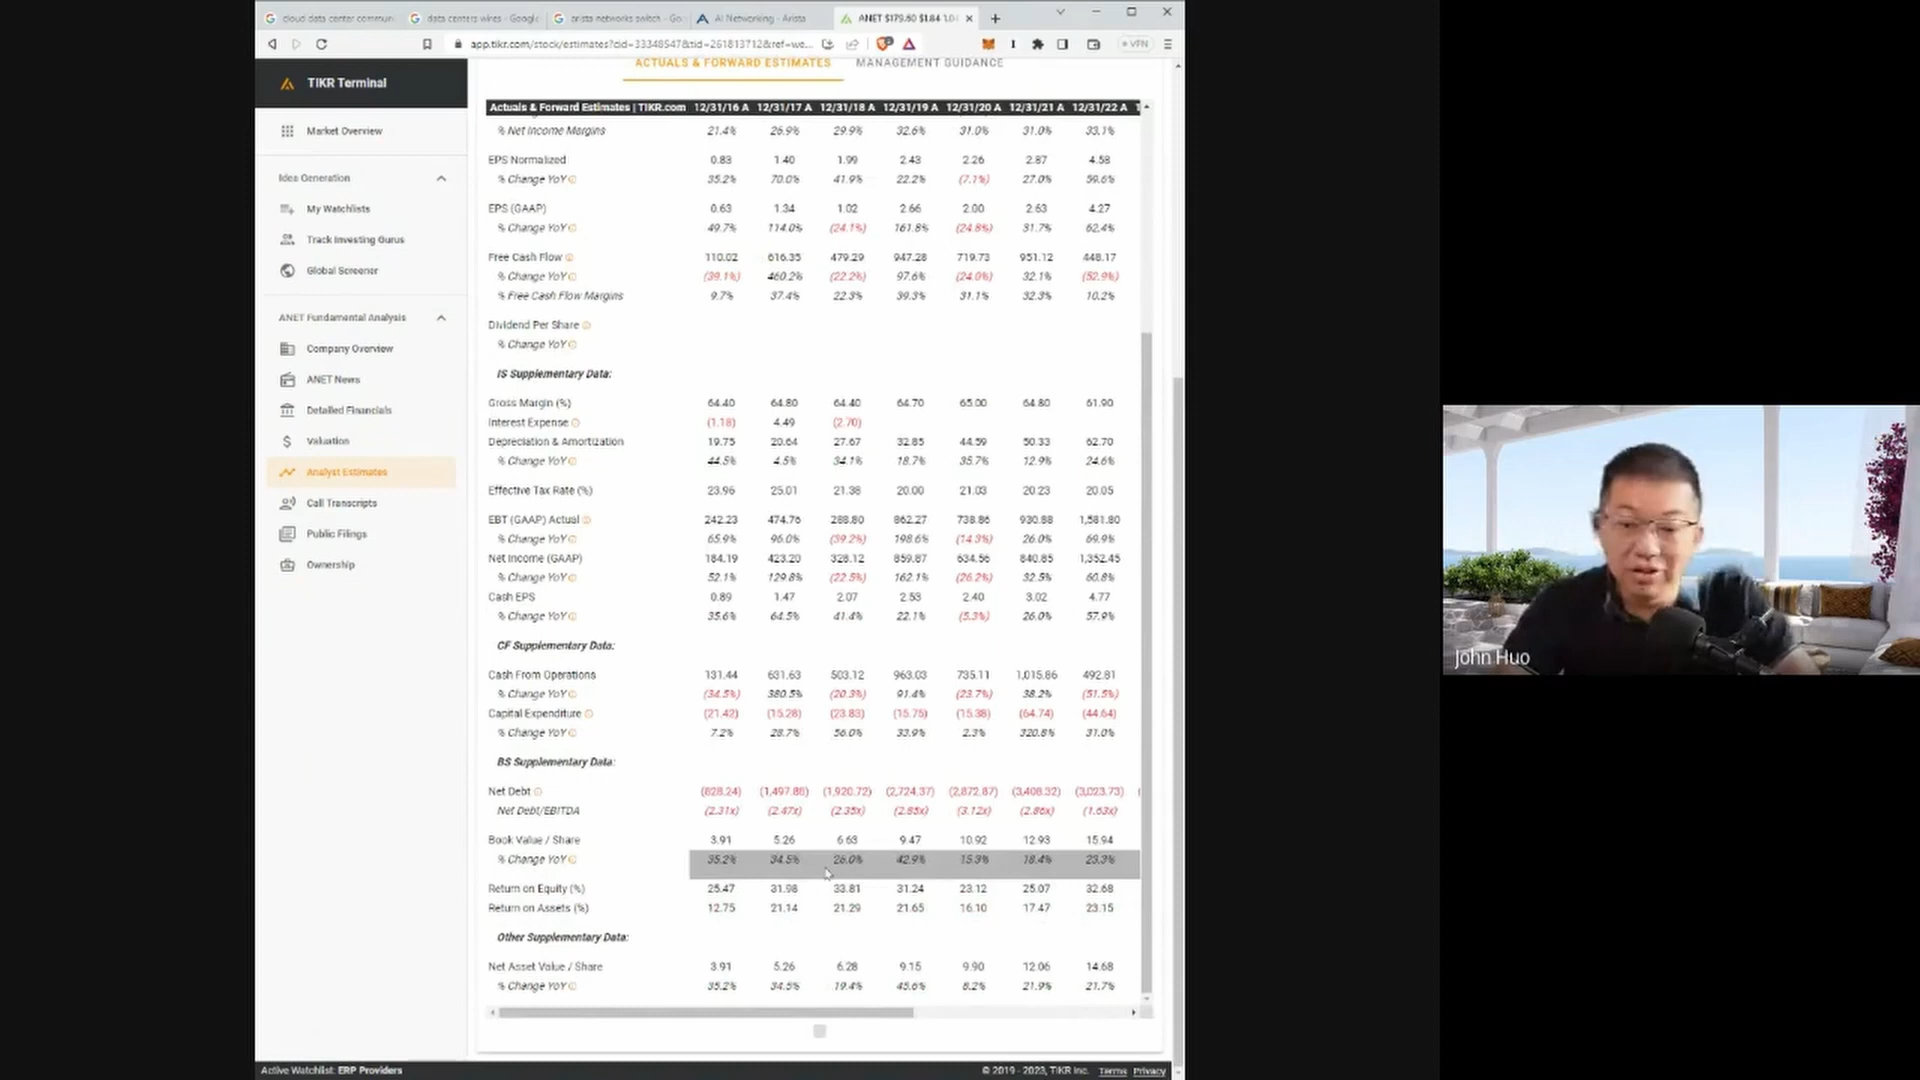 cloud data center commun
data centers wires - Google
arista networks switch - Go
AI Networking - Arista
ANET $179.60 $1.84 1.0
app.tikr.com/stock/estimates?cid=33348547&tid=261813712&ref=we...
VPN
TIKR Terminal
Market Overview
Idea Generation
My Watchlists
Track Investing Gurus
Global Screener
ANET Fundamental Analysis
Company Overview
ANET News
Detailed Financials
Valuation
Analyst Estimates
Call Transcripts
Public Filings
Ownership
ACTUALS & FORWARD ESTIMATES MANAGEMENT GUIDANCE
Actuals & Forward Estimates | TIKR.com 12/31/16 A 12/31/17 A 12/31/18 A 12/31/19 A 12/31/20 A 12/31/21 A 12/31/22 A
% Net Income Margins 21.4% 26.9% 29.9% 32.6% 31.0% 31.0% 33.1%
EPS Normalized 0.83 1.40 1.99 2.43 2.26 2.87 4.58
% Change YoY 35.2% 70.0% 41.9% 22.2% (7.1%) 27.0% 59.6%
EPS (GAAP) 0.63 1.34 1.02 2.66 2.00 2.63 4.27
% Change YoY 49.7% 114.0% (24.1%) 161.8% (24.8%) 31.7% 62.4%
Free Cash Flow 110.02 616.35 479.29 947.28 719.73 951.12 448.17
% Change YoY (39.1%) 460.2% (22.2%) 97.6% (24.0%) 32.1% (52.9%)
% Free Cash Flow Margins 9.7% 37.4% 22.3% 39.3% 31.1% 32.3% 10.2%
Dividend Per Share
% Change YoY
IS Supplementary Data:
Gross Margin (%) 64.40 64.80 64.40 64.70 65.00 64.80 61.90
Interest Expense (1.18) 4.49 (2.70)
Depreciation & Amortization 19.75 20.64 27.67 32.85 44.59 50.33 62.70
% Change YoY 44.5% 4.5% 34.1% 18.7% 35.7% 12.9% 24.6%
Effective Tax Rate (%) 23.96 25.01 21.38 20.00 21.03 20.23 20.05
EBT (GAAP) Actual 242.23 474.76 288.80 862.27 738.86 930.88 1,581.80
% Change YoY 65.9% 96.0% (39.2%) 198.6% (14.3%) 26.0% 69.9%
Net Income (GAAP) 184.19 423.20 328.12 859.87 634.56 840.85 1,352.45
% Change YoY 52.1% 129.8% (22.5%) 162.1% (26.2%) 32.5% 60.8%
Cash EPS 0.89 1.47 2.07 2.53 2.40 3.02 4.77
% Change YoY 35.6% 64.5% 41.4% 22.1% (5.3%) 26.0% 57.9%
CF Supplementary Data:
Cash From Operations 131.44 631.63 503.12 963.03 735.11 1,015.86 492.81
% Change YoY (34.5%) 380.5% (20.3%) 91.4% (23.7%) 38.2% (51.5%)
Capital Expenditure (21.42) (15.28) (23.83) (15.75) (15.38) (64.74) (44.64)
% Change YoY 7.2% 28.7% 56.0% 33.9% 2.3% 320.8% 31.0%
BS Supplementary Data:
Net Debt (828.24) (1,497.88) (1,920.72) (2,724.37) (2,872.87) (3,408.32) (3,023.73)
Net Debt/EBITDA (2.31x) (2.47x) (2.35x) (2.85x) (3.12x) (2.86x) (1.63x)
Book Value / Share 3.91 5.26 6.63 9.47 10.92 12.93 15.94
% Change YoY 35.2% 34.5% 26.0% 42.9% 15.3% 18.4% 23.3%
Return on Equity (%) 25.47 31.98 33.81 31.24 23.12 25.07 32.68
Return on Assets (%) 12.75 21.14 21.29 21.65 16.10 17.47 23.15
Other Supplementary Data:
Net Asset Value / Share 3.91 5.26 6.28 9.15 9.90 12.06 14.68
% Change YoY 35.2% 34.5% 19.4% 45.6% 8.2% 21.9% 21.7%
Active Watchlist: ERP Providers
© 2019 - 2023, TIKR Inc. Terms Privacy
John Huo